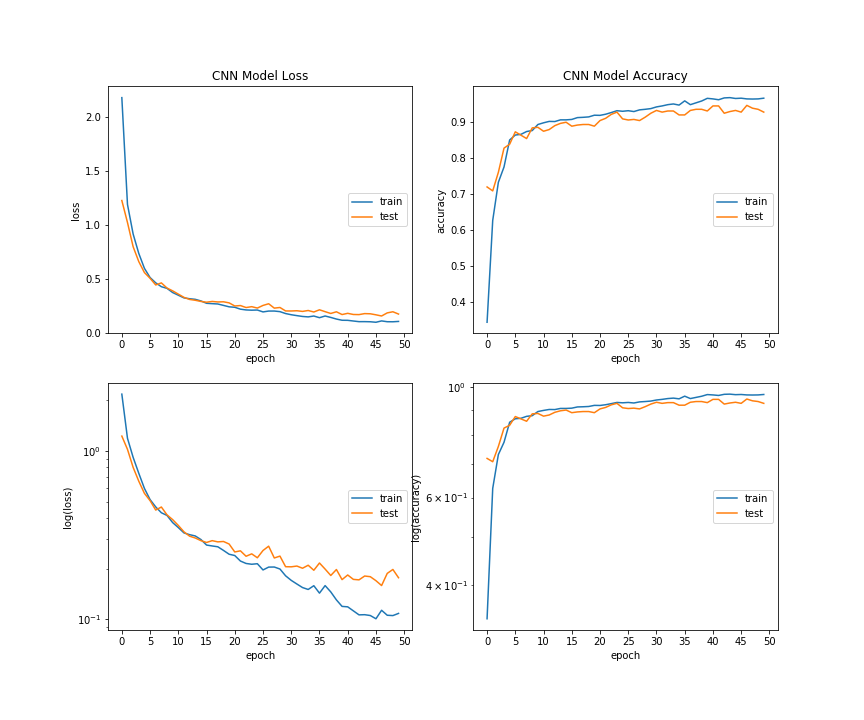 CNN Model Loss
2.0
1.5
1.0
0.5
0.0
loss
train
test
0 5 10 15 20 25 30 35 40 45 50
epoch
CNN Model Accuracy
0.9
0.8
0.7
0.6
0.5
0.4
accuracy
train
test
0 5 10 15 20 25 30 35 40 45 50
epoch
10⁰
10⁻¹
log(loss)
train
test
0 5 10 15 20 25 30 35 40 45 50
epoch
10⁰
6 × 10⁻¹
4 × 10⁻¹
log(accuracy)
train
test
0 5 10 15 20 25 30 35 40 45 50
epoch